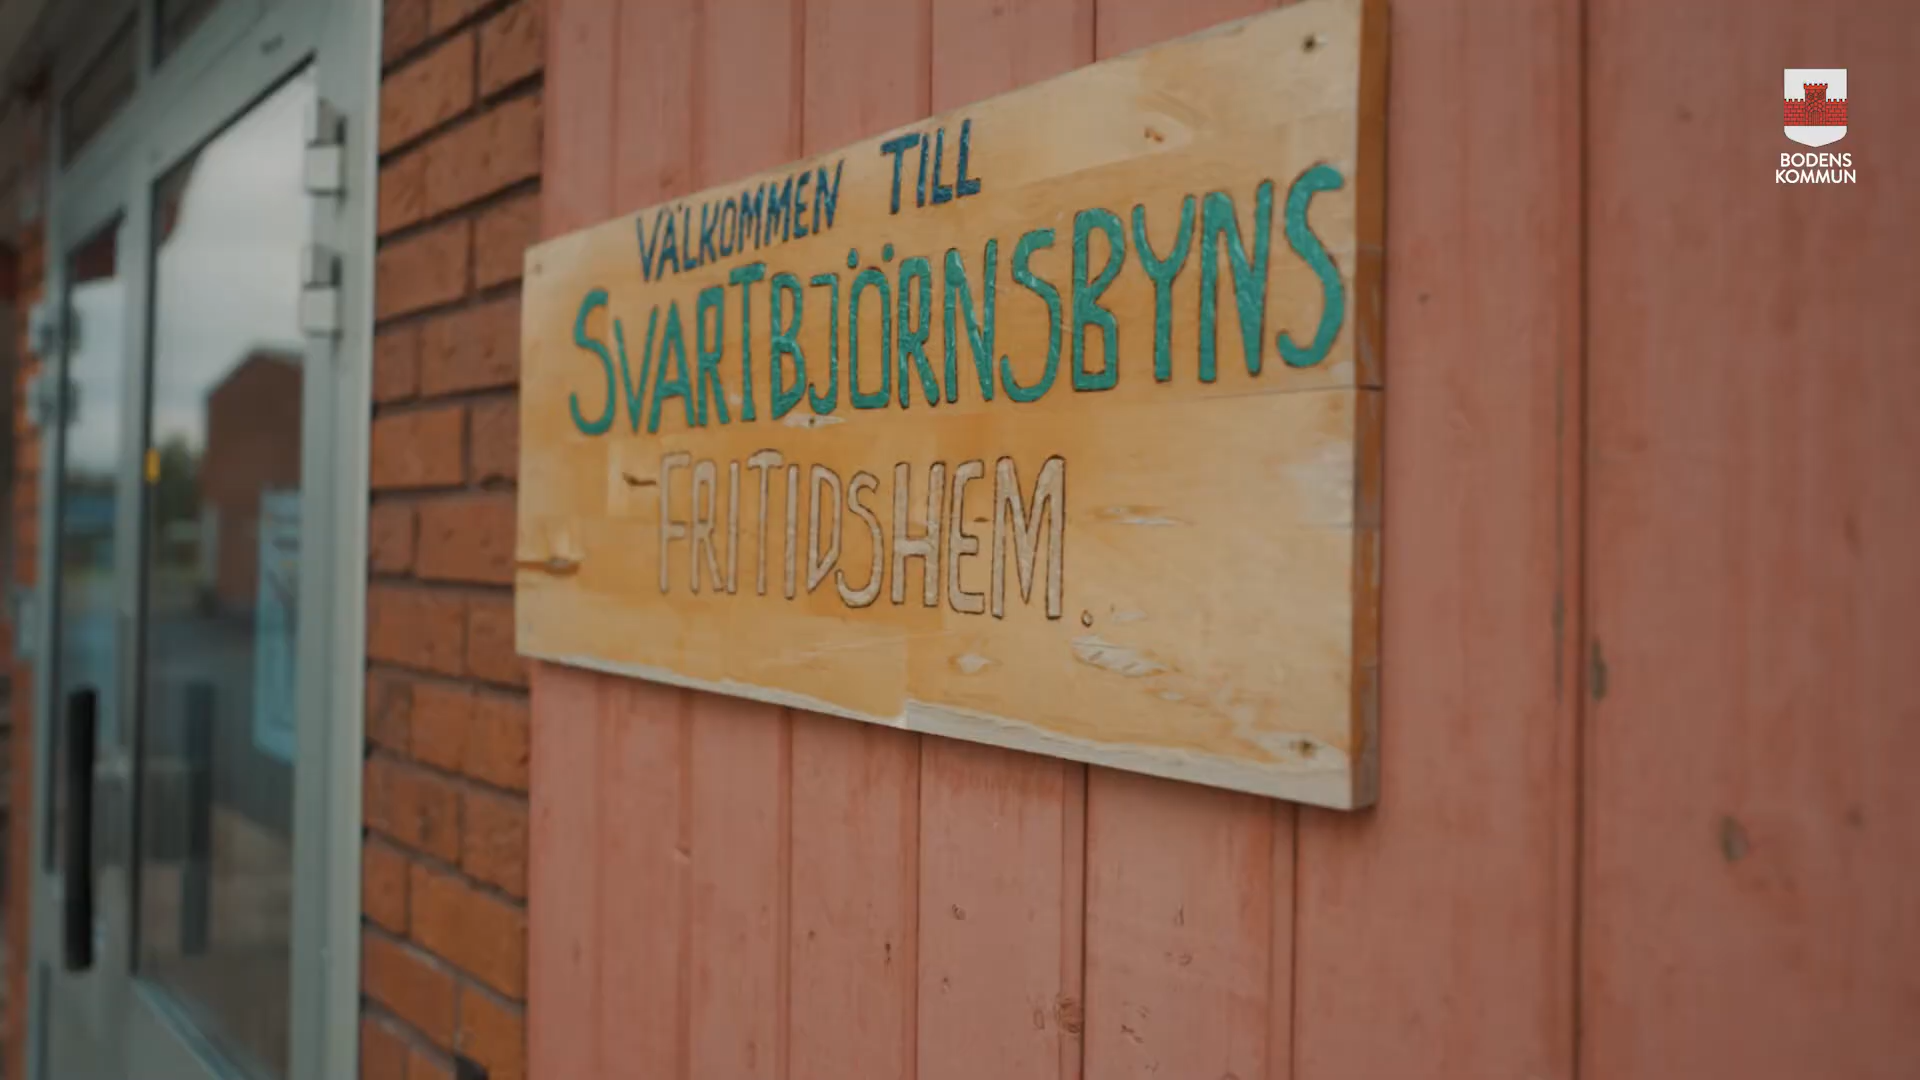 VÄLKOMMEN TILL
SVARTBJÖRNSBYNS
FRITIDSHEM.
BODENS
KOMMUN